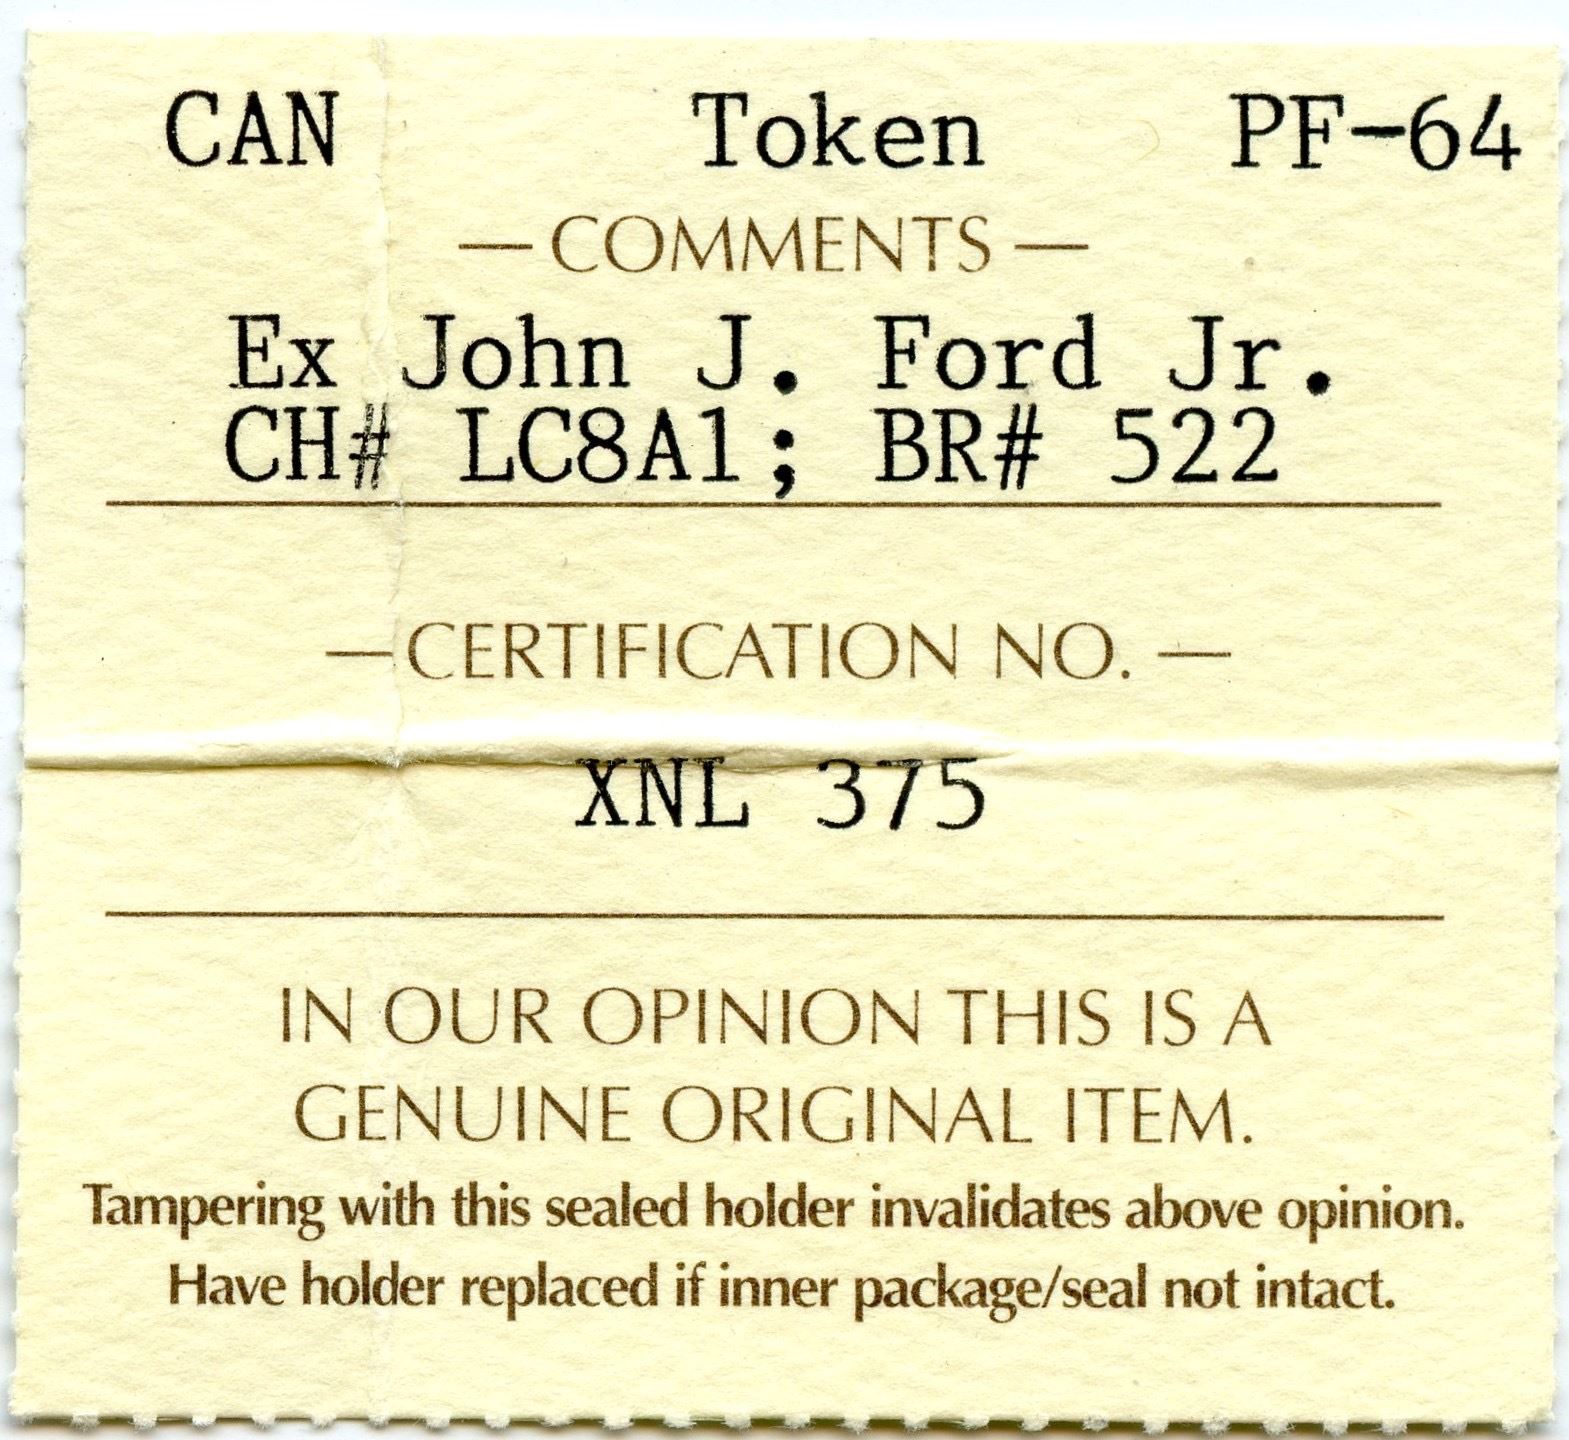 CAN Token PF-64
— COMMENTS —
Ex John J. Ford Jr.
CH# LC8A1; BR# 522
— CERTIFICATION NO. —
XNL 375
IN OUR OPINION THIS IS A
GENUINE ORIGINAL ITEM.
Tampering with this sealed holder invalidates above opinion.
Have holder replaced if inner package/seal not intact.